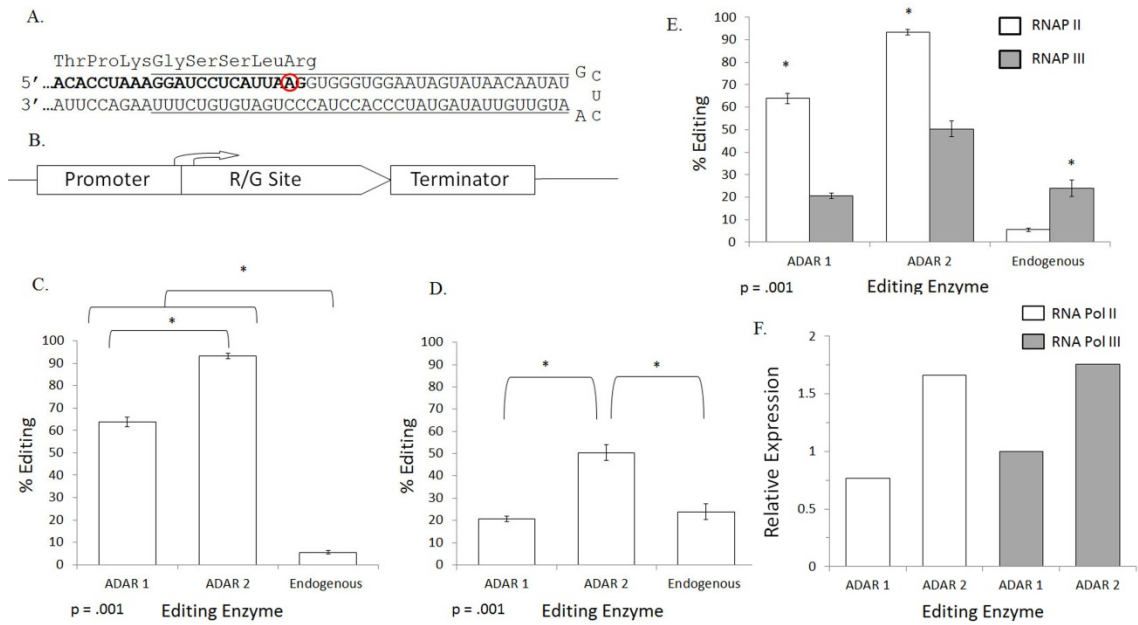 A.
ThrProLysGlySerSerLeuArg
5'…ACACCUAAAGGAUCCUCAUUAAGGUGGGUGGAAUAGUAUAACAAUAU
G
C
U
U
C
A
3'…AUUCCAGAAUUUCUGUGUAGUCCCAUCCACCCUAUGAUAUUGUUGUA
B.
Promoter R/G Site Terminator
C.
*
*
% Editing
100
90
80
70
60
50
40
30
20
10
0
ADAR 1 ADAR 2 Endogenous
p = .001 Editing Enzyme
D.
* *
% Editing
100
90
80
70
60
50
40
30
20
10
0
ADAR 1 ADAR 2 Endogenous
p = .001 Editing Enzyme
E.
RNAP II
RNAP III
* * *
% Editing
100
90
80
70
60
50
40
30
20
10
0
ADAR 1 ADAR 2 Endogenous
p = .001 Editing Enzyme
F.
RNA Pol II
RNA Pol III
Relative Expression
2
1.5
1
0.5
0
ADAR 1 ADAR 2 ADAR 1 ADAR 2
Editing Enzyme